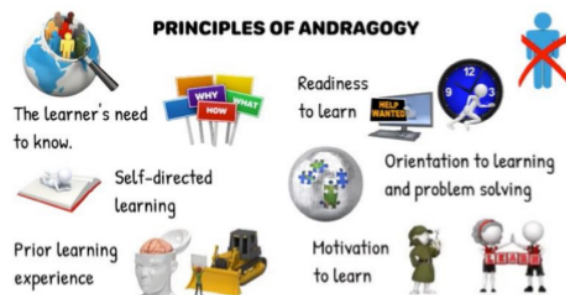 PRINCIPLES OF ANDRAGOGY
The learner's need
to know.
WHY
WHAT
HOW
Self-directed
learning
Prior learning
experience
Readiness
to learn
HELP
WANTED
12
9
3
Orientation to learning
and problem solving
Motivation
to learn
LEARN